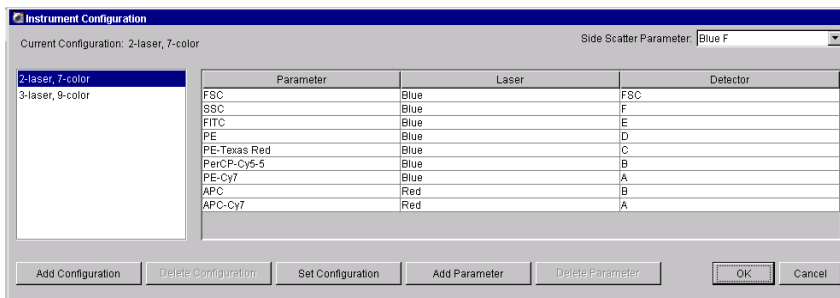 Instrument Configuration
Current Configuration: 2-laser, 7-color
Side Scatter Parameter: Blue F
2-laser, 7-color
3-laser, 9-color
Parameter Laser Detector
FSC Blue FSC
SSC Blue F
FITC Blue E
PE Blue D
PE-Texas Red Blue C
PerCP-Cy5-5 Blue B
PE-Cy7 Blue A
APC Red B
APC-Cy7 Red A
Add Configuration Delete Configuration Set Configuration Add Parameter Delete Parameter OK Cancel